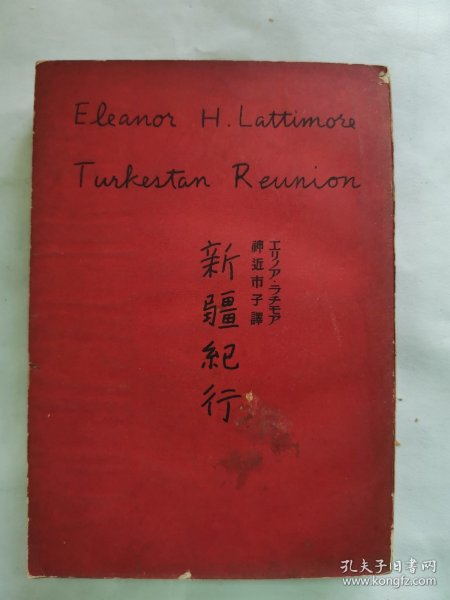 Eleanor H. Lattimore
Turkestan Reunion
エリノア・ラチモア
神近市子譯
新疆紀行
孔夫子旧书网
www.kongfz.com